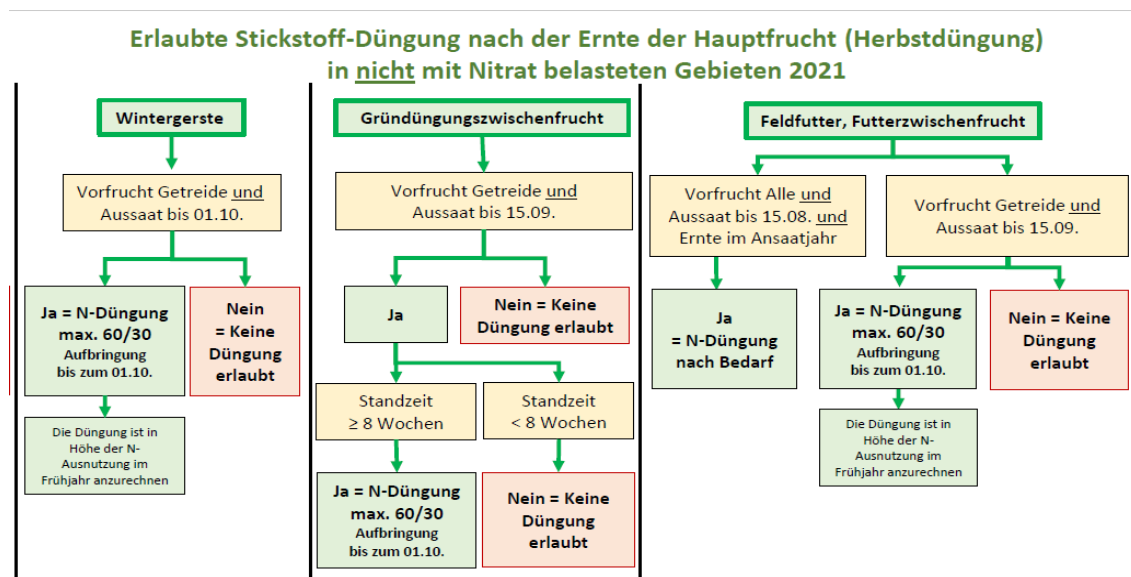 Erlaubte Stickstoff-Düngung nach der Ernte der Hauptfrucht (Herbstdüngung)
in nicht mit Nitrat belasteten Gebieten 2021
Wintergerste
Vorfrucht Getreide und
Aussaat bis 01.10.
Ja = N-Düngung
max. 60/30
Aufbringung
bis zum 01.10.
Nein
= Keine
Düngung
erlaubt
Die Düngung ist in
Höhe der N-
Ausnutzung im
Frühjahr anzurechnen
Gründüngungszwischenfrucht
Vorfrucht Getreide und
Aussaat bis 15.09.
Ja
Nein = Keine
Düngung erlaubt
Standzeit
≥ 8 Wochen
Standzeit
< 8 Wochen
Ja = N-Düngung
max. 60/30
Aufbringung
bis zum 01.10.
Nein = Keine
Düngung
erlaubt
Feldfutter, Futterzwischenfrucht
Vorfrucht Alle und
Aussaat bis 15.08. und
Ernte im Ansaatjahr
Vorfrucht Getreide und
Aussaat bis 15.09.
Ja
= N-Düngung
nach Bedarf
Ja = N-Düngung
max. 60/30
Aufbringung
bis zum 01.10.
Nein = Keine
Düngung
erlaubt
Die Düngung ist in
Höhe der N-
Ausnutzung im
Frühjahr anzurechnen